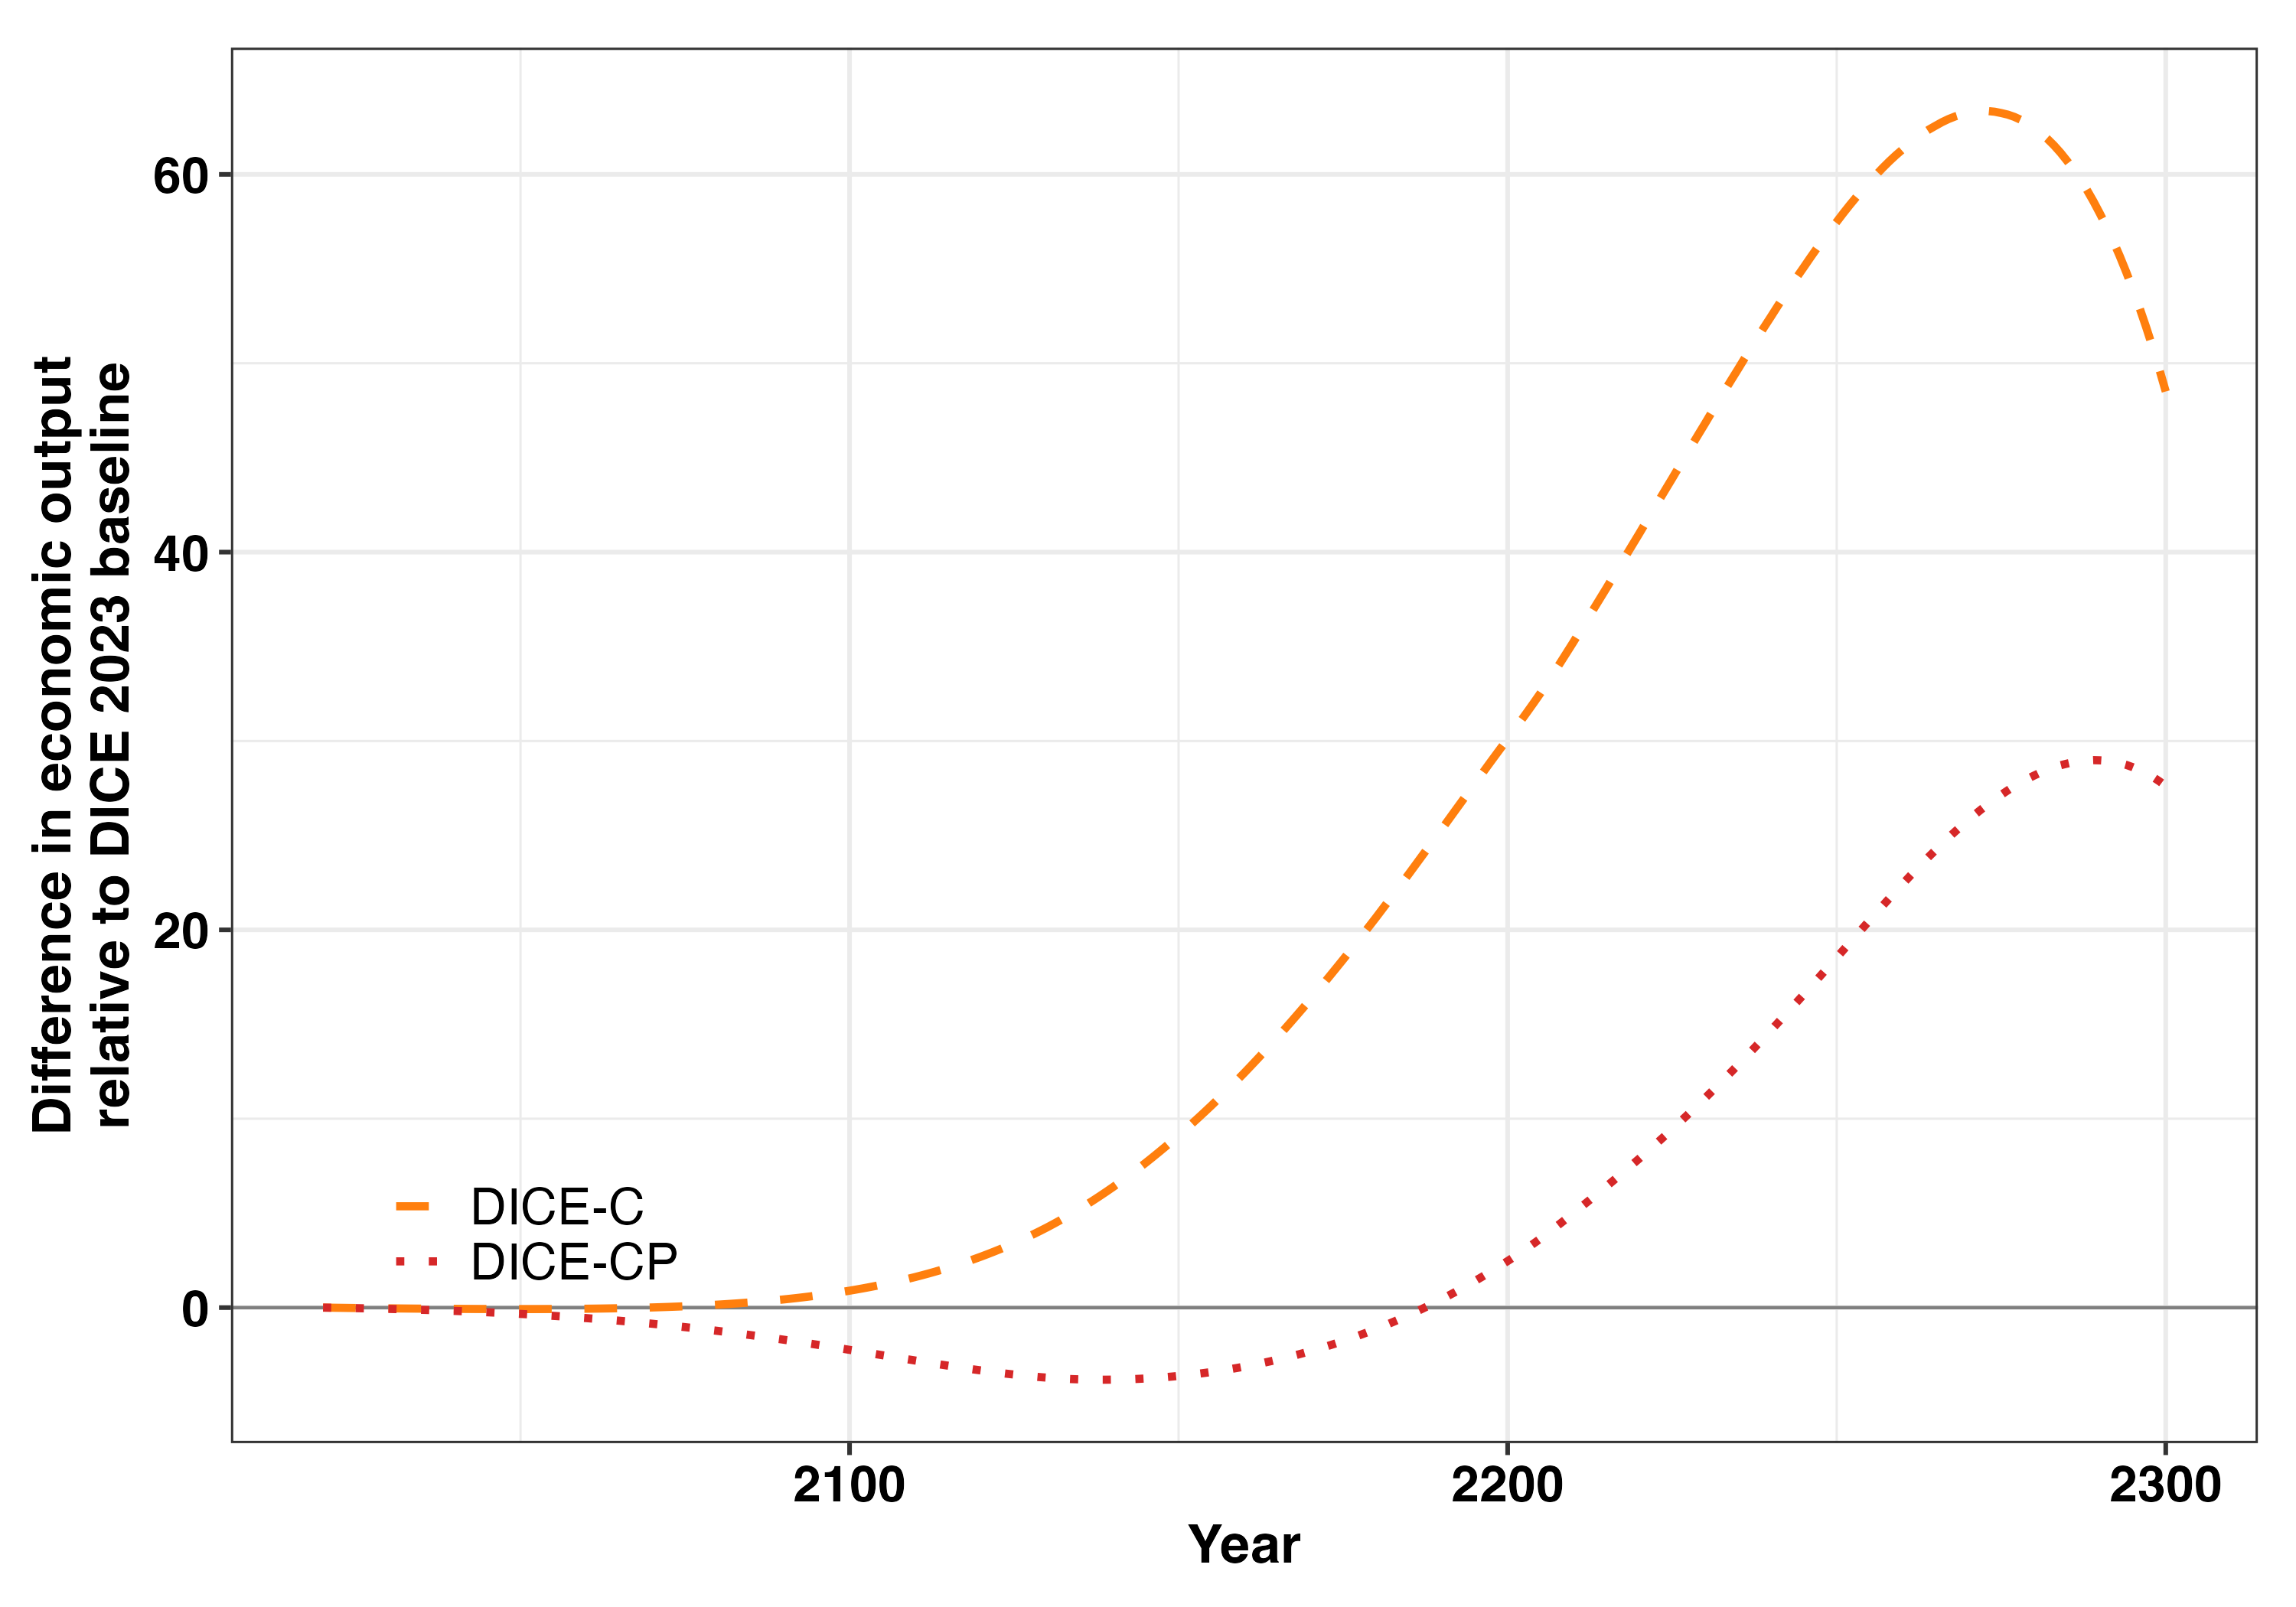 Difference in economic output
relative to DICE 2023 baseline
60
40
20
0
DICE-C
DICE-CP
2100
2200
2300
Year